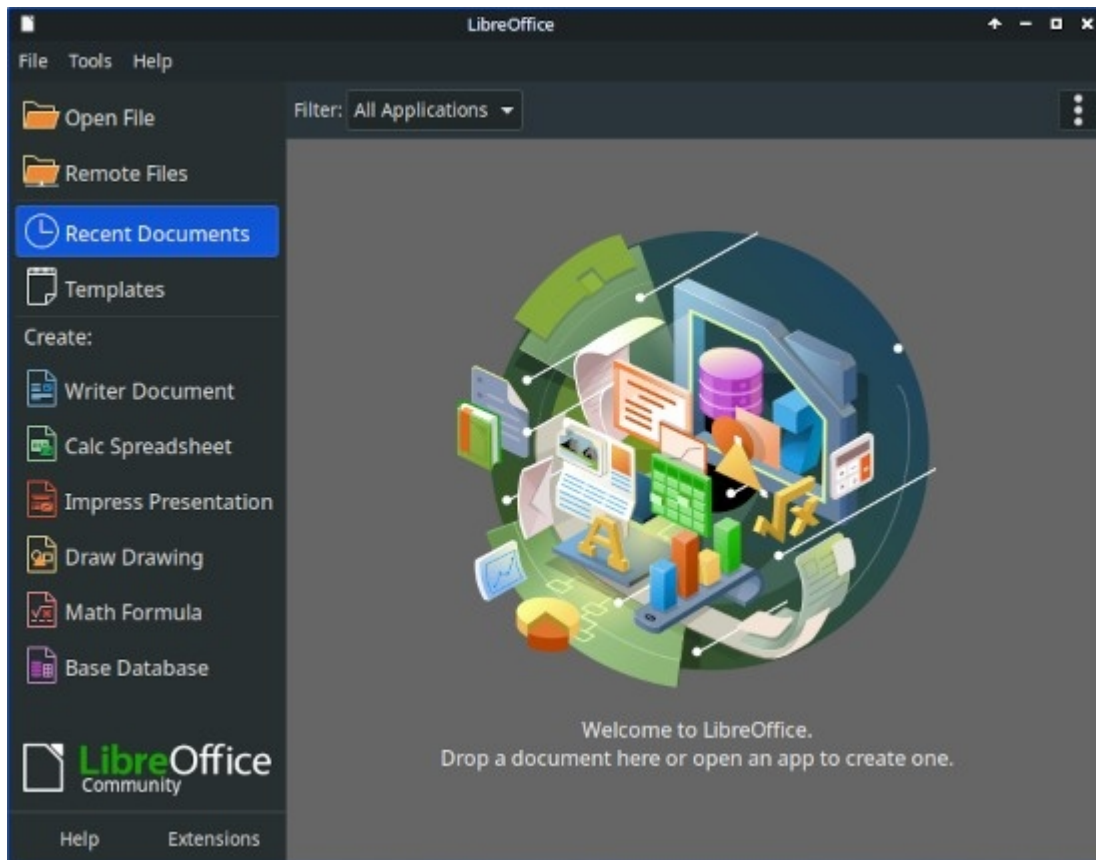 LibreOffice
File Tools Help
Open File
Remote Files
Recent Documents
Templates
Create:
Writer Document
Calc Spreadsheet
Impress Presentation
Draw Drawing
Math Formula
Base Database
LibreOffice
Community
Help Extensions
Filter: All Applications
A
Welcome to LibreOffice.
Drop a document here or open an app to create one.